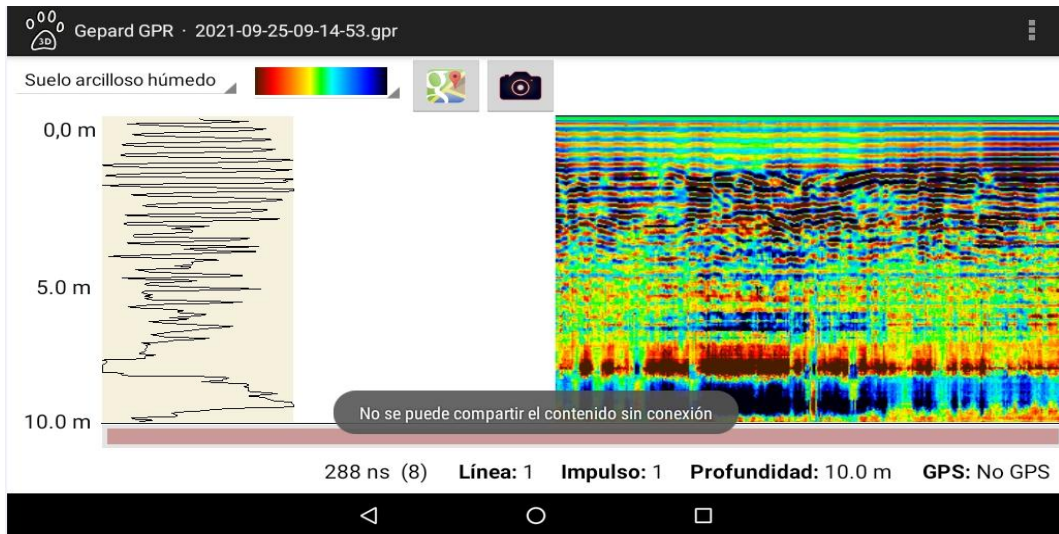 3D
Gepard GPR · 2021-09-25-09-14-53.gpr
Suelo arcilloso húmedo
0,0 m
5.0 m
10.0 m
No se puede compartir el contenido sin conexión
288 ns (8) Línea: 1 Impulso: 1 Profundidad: 10.0 m GPS: No GPS